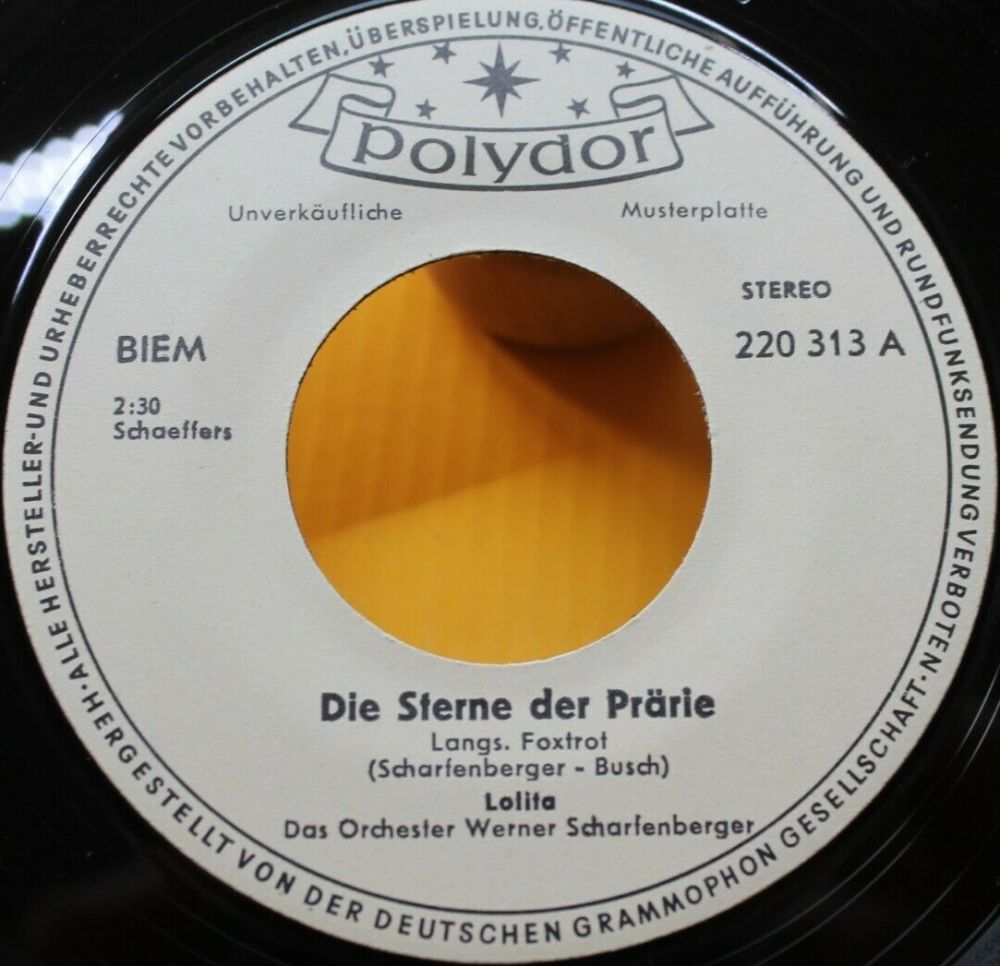 ALLE HERSTELLER-UND URHEBERRECHTE VORBEHALTEN, ÜBERSPIELUNG, ÖFFENTLICHE AUFFÜHRUNG UND RUNDFUNKSENDUNG VERBOTEN·
polydor
Unverkäufliche Musterplatte
STEREO
BIEM 220 313 A
2:30
Schaeffers
Die Sterne der Prärie
Langs. Foxtrot
(Scharfenberger - Busch)
Lolita
Das Orchester Werner Scharfenberger
·HERGESTELLT VON DER DEUTSCHEN GRAMMOPHON GESELLSCHAFT·